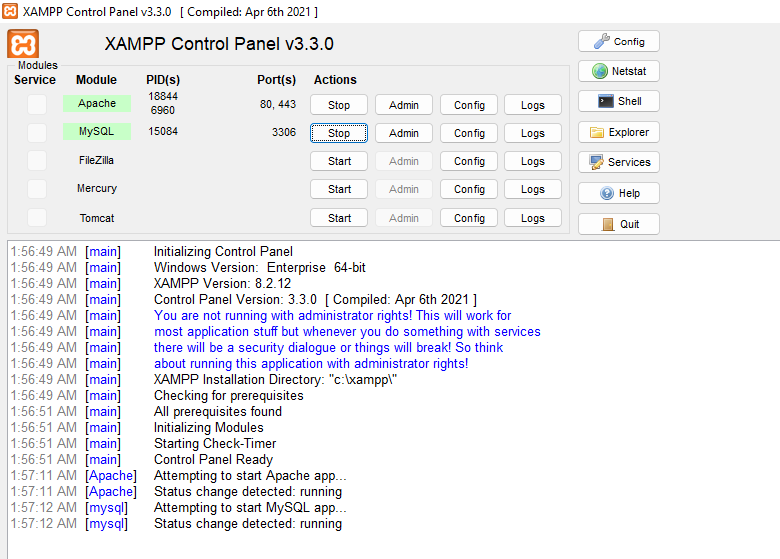 XAMPP Control Panel v3.3.0 [ Compiled: Apr 6th 2021 ]
XAMPP Control Panel v3.3.0
Modules
Service Module PID(s) Port(s) Actions
Apache 18844 6960 80, 443 Stop Admin Config Logs
MySQL 15084 3306 Stop Admin Config Logs
FileZilla Start Admin Config Logs
Mercury Start Admin Config Logs
Tomcat Start Admin Config Logs
Config
Netstat
Shell
Explorer
Services
Help
Quit
1:56:49 AM [main] Initializing Control Panel
1:56:49 AM [main] Windows Version: Enterprise 64-bit
1:56:49 AM [main] XAMPP Version: 8.2.12
1:56:49 AM [main] Control Panel Version: 3.3.0 [ Compiled: Apr 6th 2021 ]
1:56:49 AM [main] You are not running with administrator rights! This will work for
1:56:49 AM [main] most application stuff but whenever you do something with services
1:56:49 AM [main] there will be a security dialogue or things will break! So think
1:56:49 AM [main] about running this application with administrator rights!
1:56:49 AM [main] XAMPP Installation Directory: "c:\xampp\"
1:56:49 AM [main] Checking for prerequisites
1:56:51 AM [main] All prerequisites found
1:56:51 AM [main] Initializing Modules
1:56:51 AM [main] Starting Check-Timer
1:56:51 AM [main] Control Panel Ready
1:57:11 AM [Apache] Attempting to start Apache app...
1:57:11 AM [Apache] Status change detected: running
1:57:12 AM [mysql] Attempting to start MySQL app...
1:57:12 AM [mysql] Status change detected: running